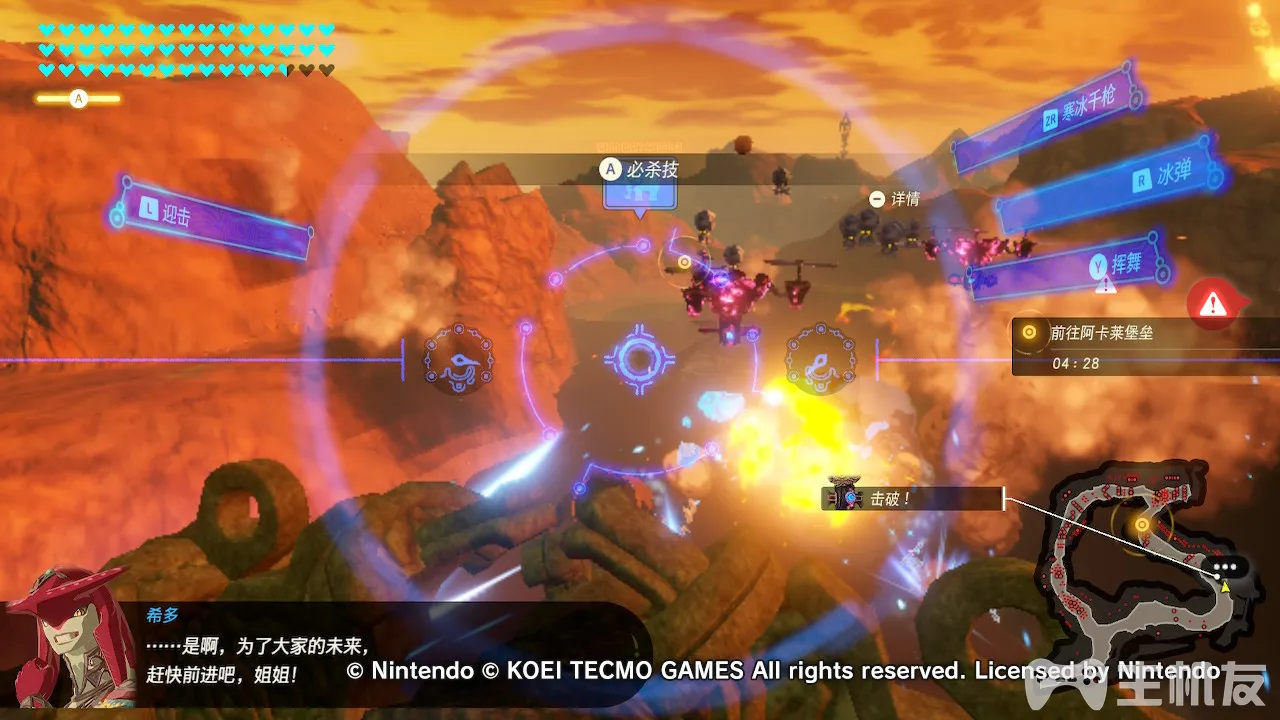 A
ZR 寒冰千枪
A 必杀技
R 冰弹
L 迎击
详情
Y 挥舞
前往阿卡莱堡垒
04:28
击破！
希多
……是啊，为了大家的未来，
赶快前进吧，姐姐！
© Nintendo © KOEI TECMO GAMES All rights reserved. Licensed by Nintendo
主机友